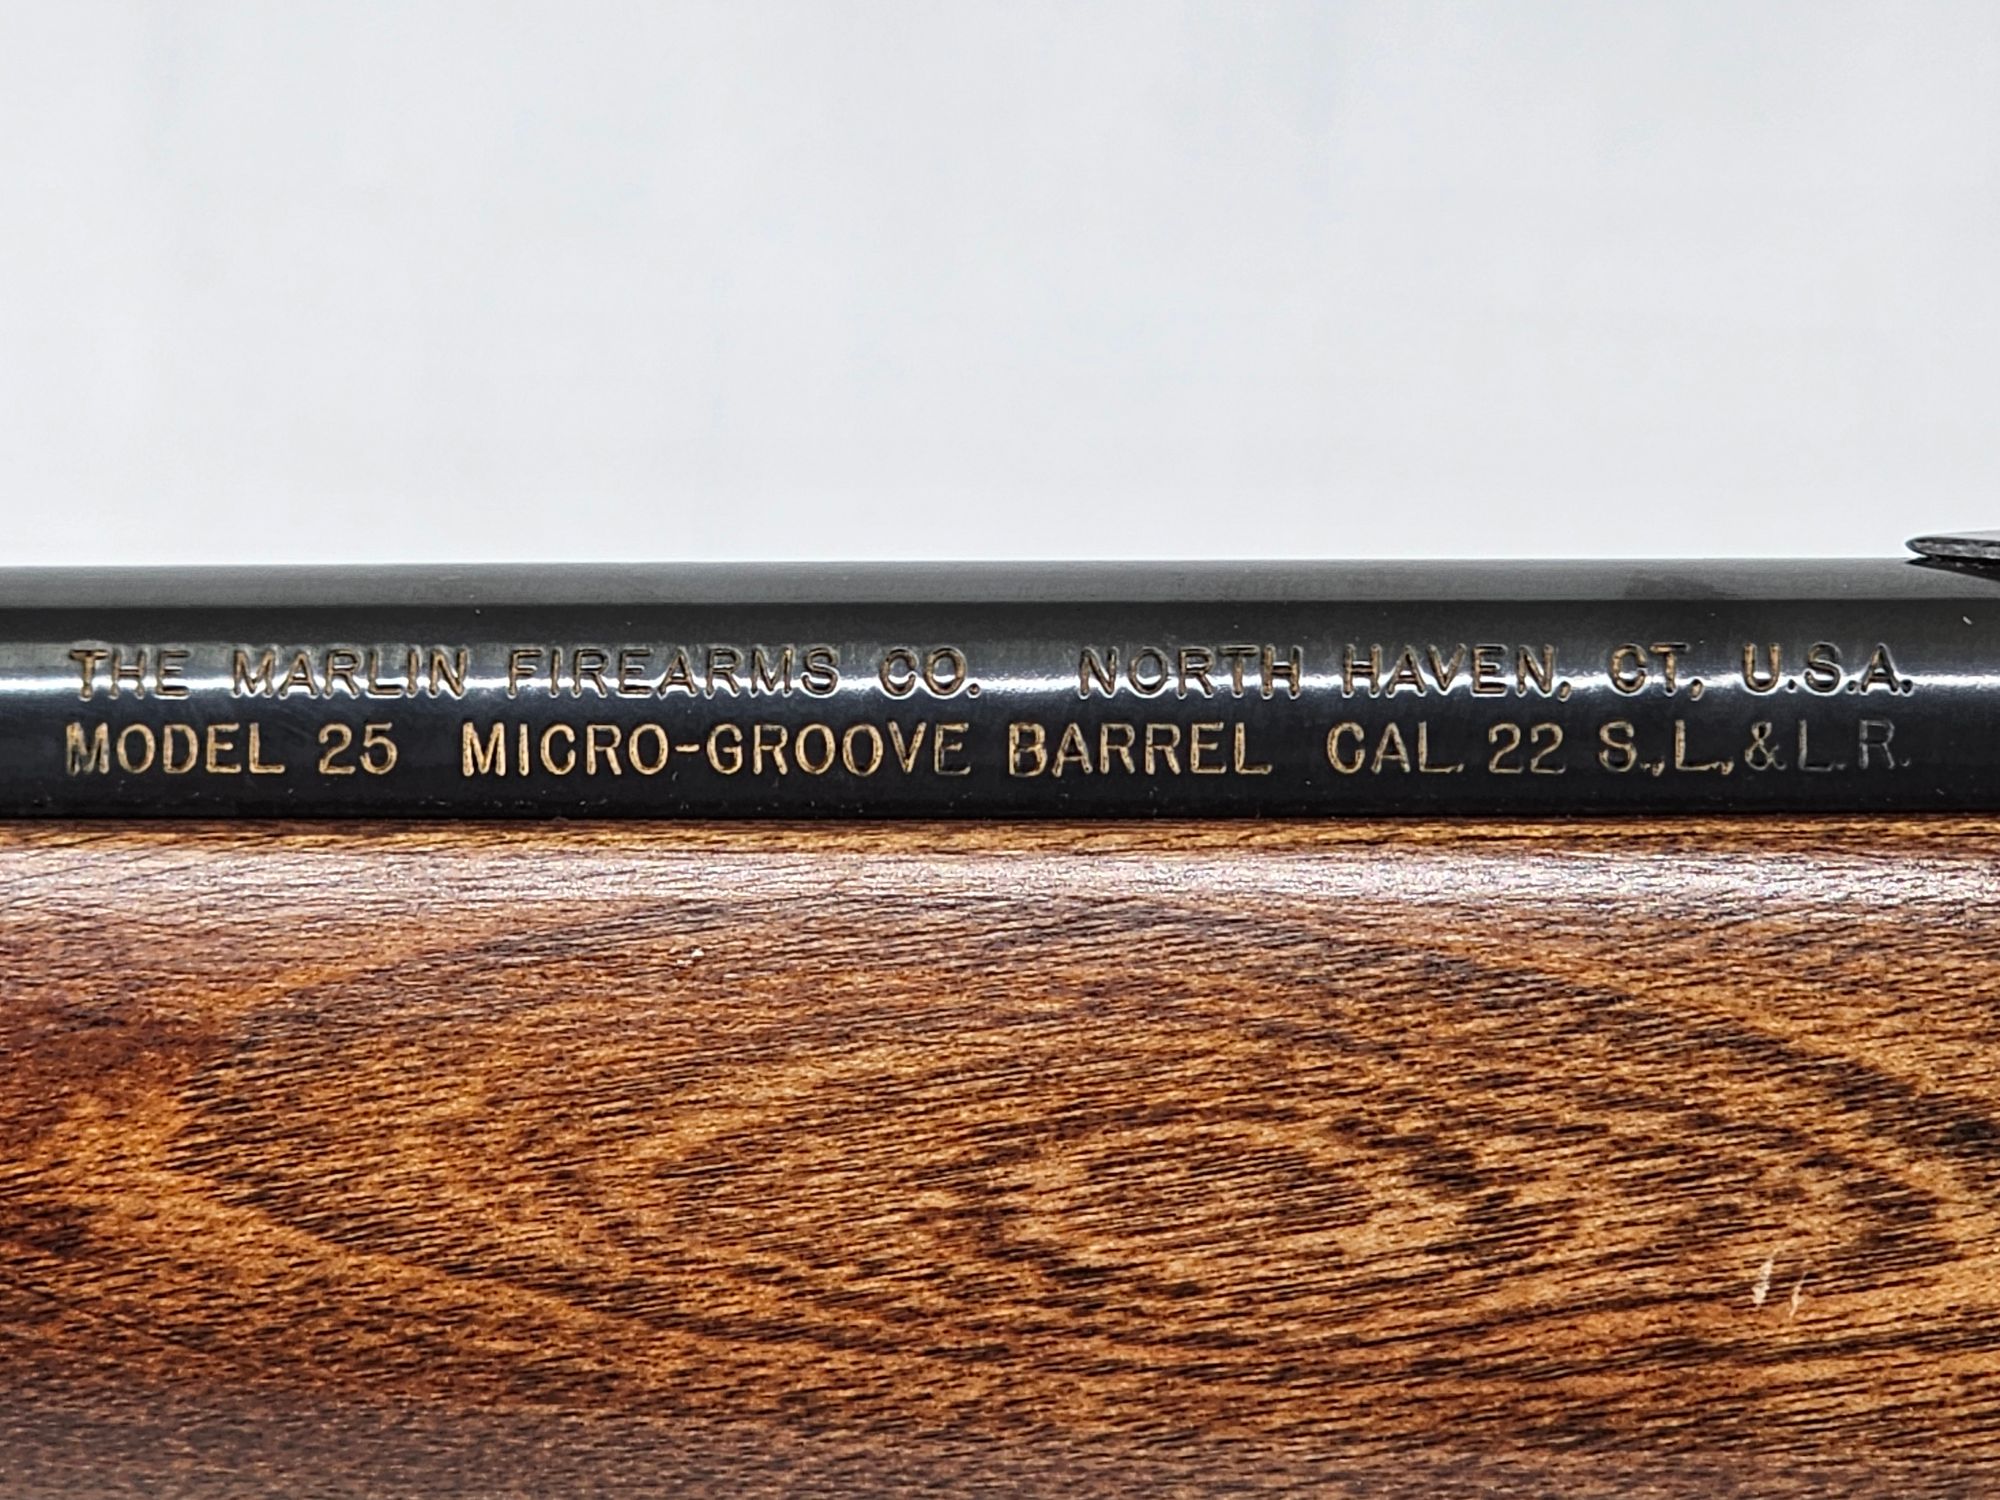 THE MARLIN FIREARMS CO. NORTH HAVEN, CT, U.S.A.
MODEL 25 MICRO-GROOVE BARREL CAL. 22 S.,L.,& L.R.